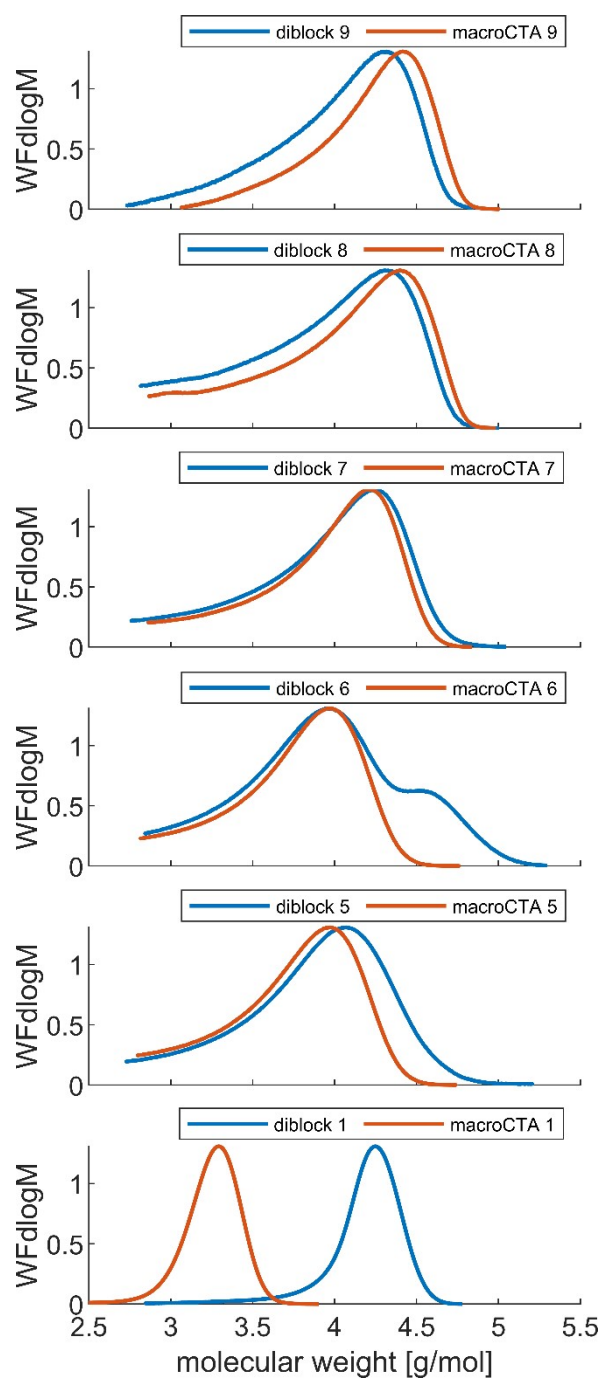 diblock 9 macroCTA 9
WFdlogM
1
0.5
0
diblock 8 macroCTA 8
WFdlogM
1
0.5
0
diblock 7 macroCTA 7
WFdlogM
1
0.5
0
diblock 6 macroCTA 6
WFdlogM
1
0.5
0
diblock 5 macroCTA 5
WFdlogM
1
0.5
0
diblock 1 macroCTA 1
WFdlogM
1
0.5
0
2.5 3 3.5 4 4.5 5 5.5
molecular weight [g/mol]